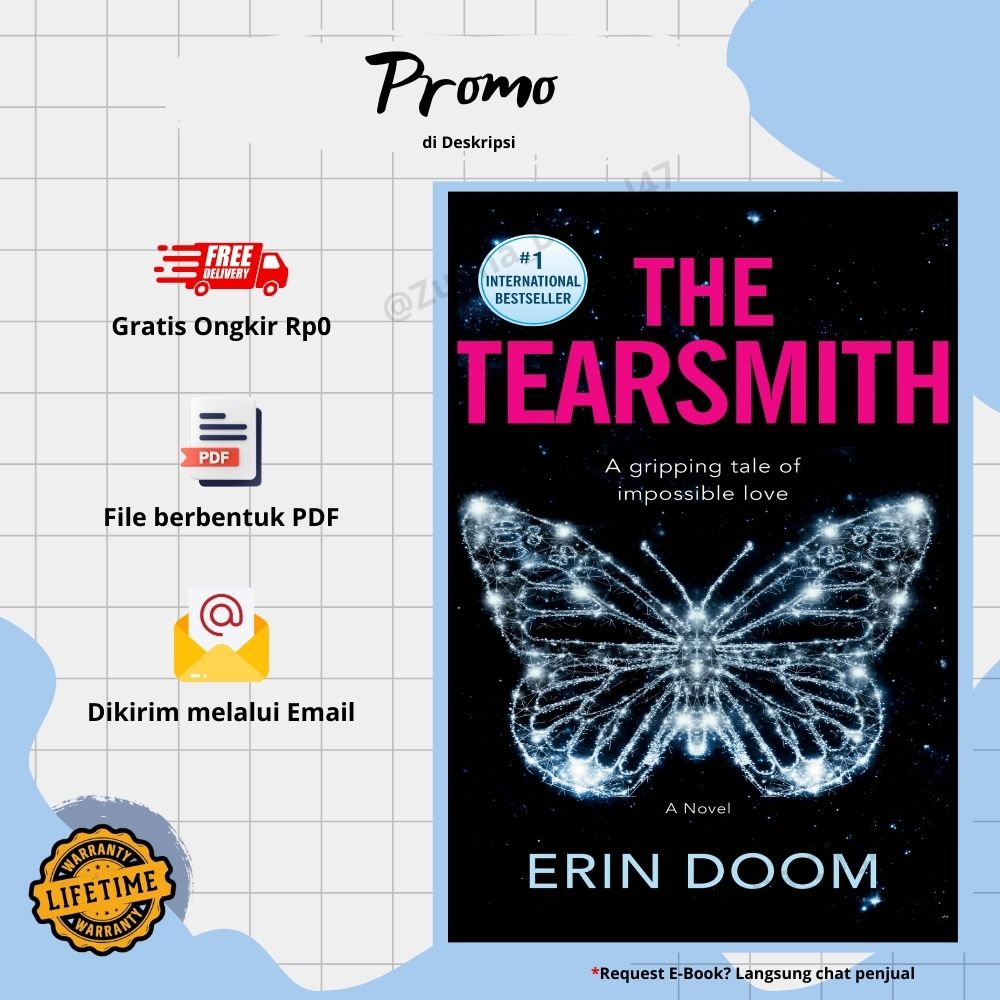 Promo
di Deskripsi
FREE
DELIVERY
Gratis Ongkir Rp0
PDF
File berbentuk PDF
@
Dikirim melalui Email
WARRANTY
LIFETIME
WARRANTY
#1
INTERNATIONAL
BESTSELLER
THE
TEARSMITH
A gripping tale of
impossible love
A Novel
ERIN DOOM
*Request E-Book? Langsung chat penjual